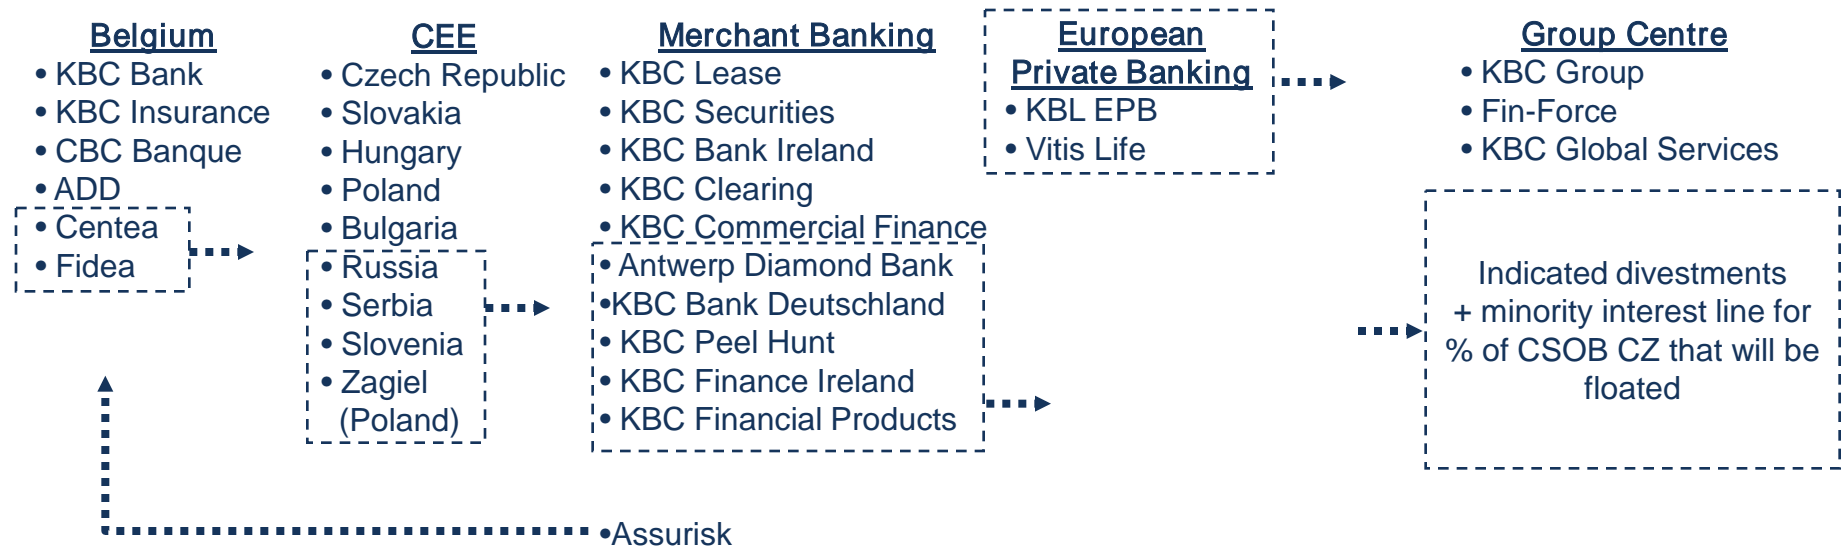 Belgium
• KBC Bank
• KBC Insurance
• CBC Banque
• ADD
• Centea
• Fidea
CEE
• Czech Republic
• Slovakia
• Hungary
• Poland
• Bulgaria
• Russia
• Serbia
• Slovenia
• Zagiel
(Poland)
Merchant Banking
• KBC Lease
• KBC Securities
• KBC Bank Ireland
• KBC Clearing
• KBC Commercial Finance
• Antwerp Diamond Bank
•KBC Bank Deutschland
• KBC Peel Hunt
• KBC Finance Ireland
• KBC Financial Products
•Assurisk
European
Private Banking
• KBL EPB
• Vitis Life
Group Centre
• KBC Group
• Fin-Force
• KBC Global Services
Indicated divestments
+ minority interest line for
% of CSOB CZ that will be
floated